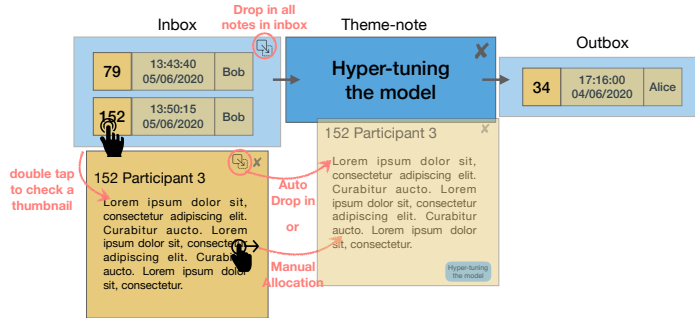 Inbox
Drop in all
notes in inbox
Theme-note
Outbox
79
13:43:40
05/06/2020
Bob
152
13:50:15
05/06/2020
Bob
Hyper-tuning
the model
34
17:16:00
04/06/2020
Alice
double tap
to check a
thumbnail
152 Participant 3
Lorem ipsum dolor sit,
consectetur adipiscing elit.
Curabitur aucto. Lorem
ipsum dolor sit, consectetur
adipiscing elit. Curabitur
aucto. Lorem ipsum dolor
sit, consectetur.
Auto
Drop in
or
Manual
Allocation
152 Participant 3
Lorem ipsum dolor sit,
consectetur adipiscing elit.
Curabitur aucto. Lorem
ipsum dolor sit, consectetur
adipiscing elit. Curabitur
aucto. Lorem ipsum dolor
sit, consectetur.
Hyper-tuning
the model